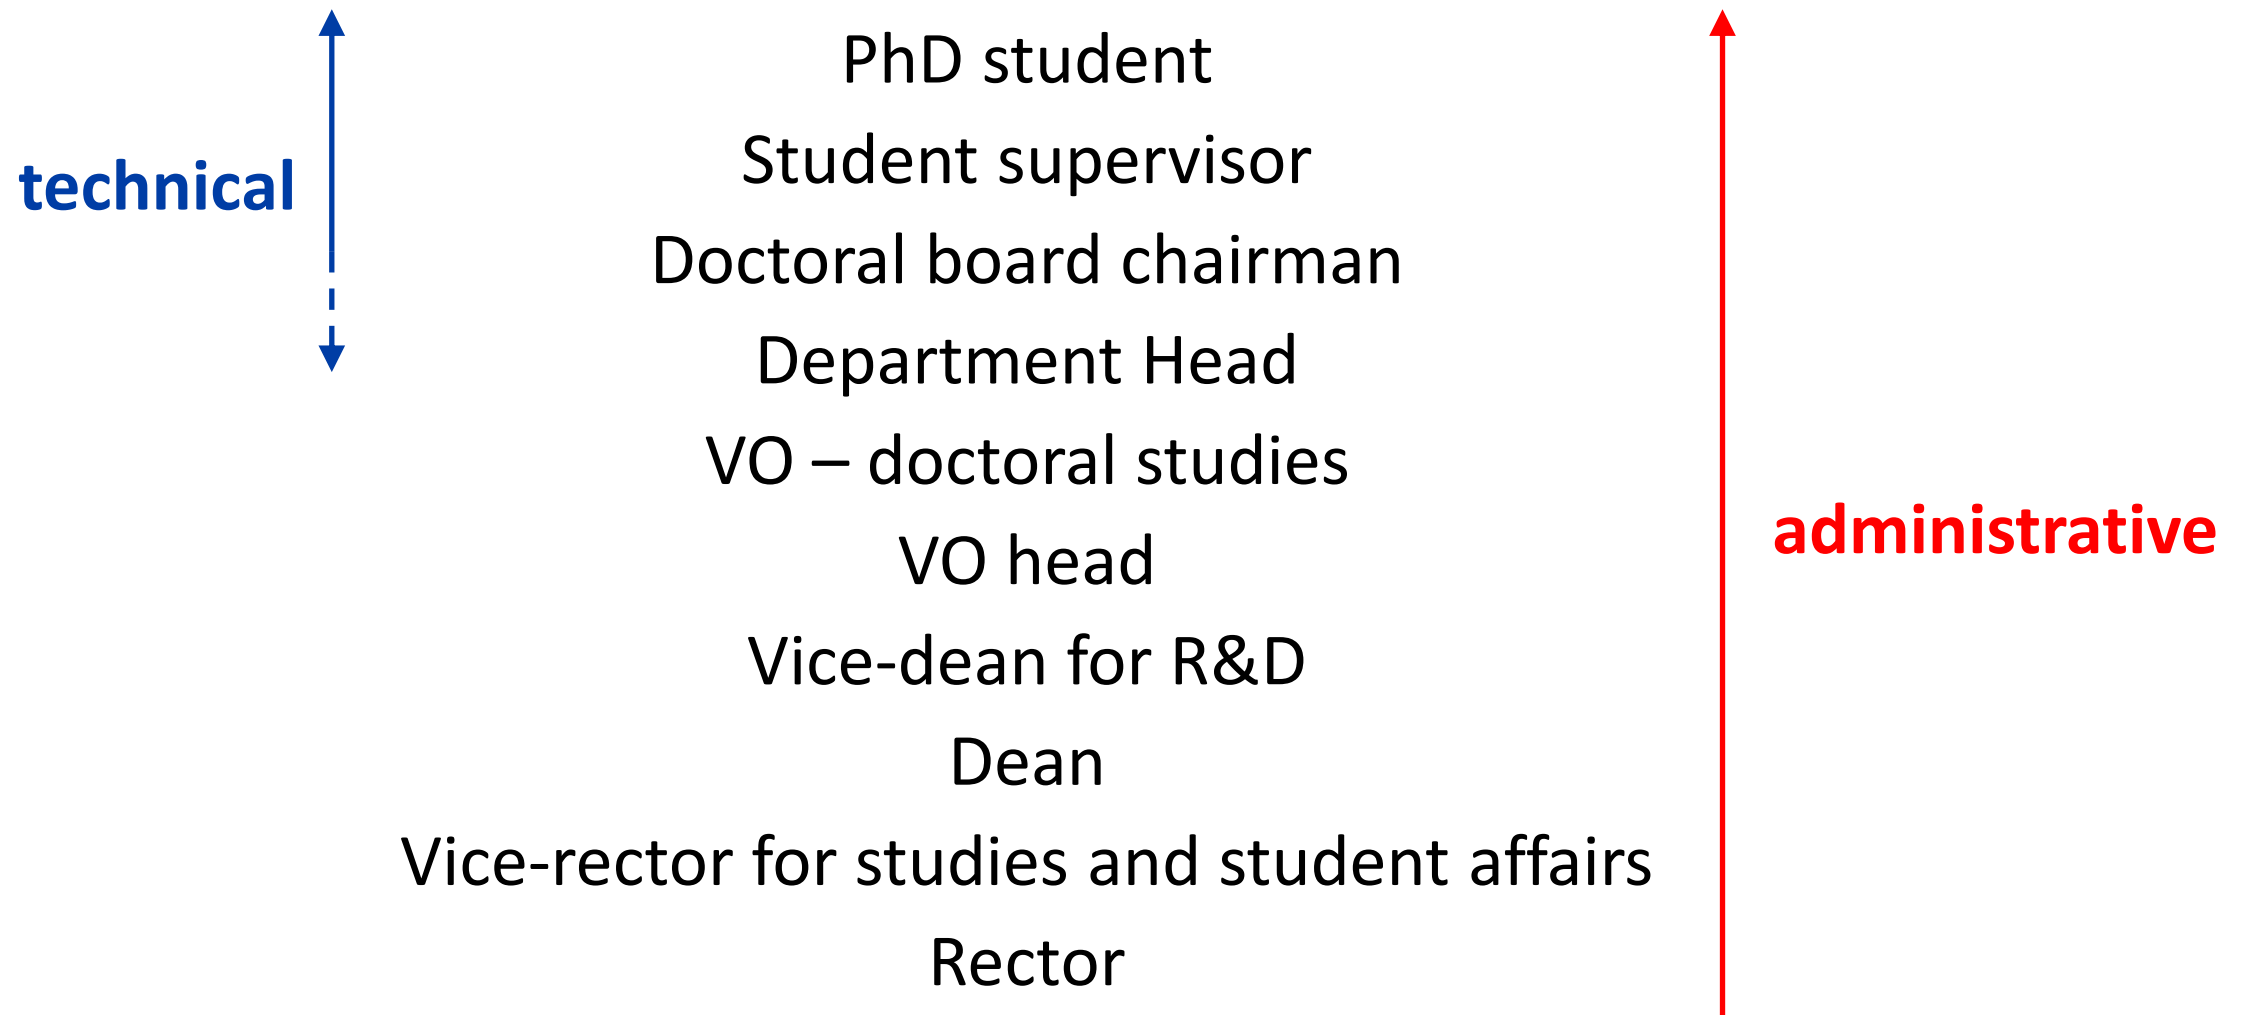 PhD student
Student supervisor
technical
Doctoral board chairman
Department Head
VO – doctoral studies
administrative
VO head
Vice-dean for R&D
Dean
Vice-rector for studies and student affairs
Rector